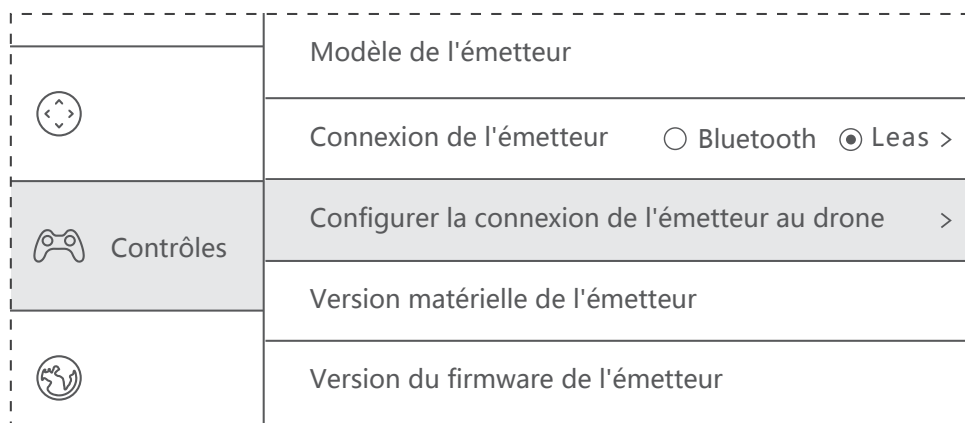 Modèle de l'émetteur
Connexion de l'émetteur Bluetooth Leas >
Configurer la connexion de l'émetteur au drone >
Contrôles
Version matérielle de l'émetteur
Version du firmware de l'émetteur